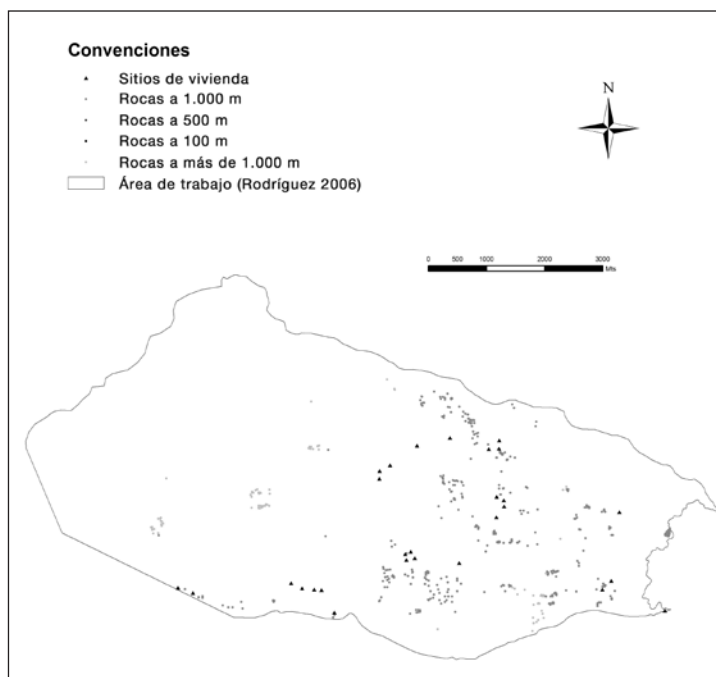 Convenciones
Sitios de vivienda
Rocas a 1.000 m
Rocas a 500 m
Rocas a 100 m
Rocas a más de 1.000 m
Área de trabajo (Rodríguez 2006)
N
0 500 1000 2000 3000
Mts